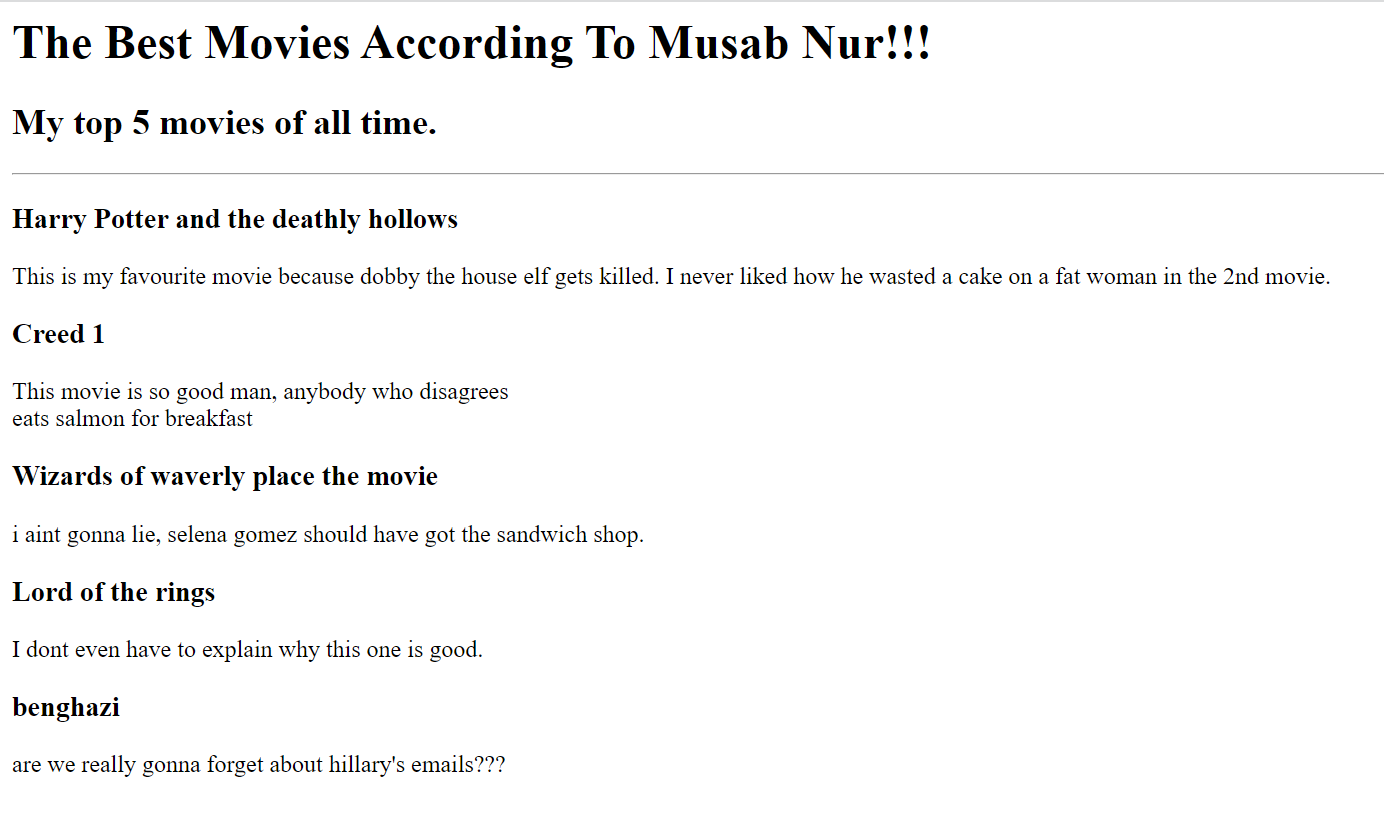 The Best Movies According To Musab Nur!!!
My top 5 movies of all time.
Harry Potter and the deathly hollows
This is my favourite movie because dobby the house elf gets killed. I never liked how he wasted a cake on a fat woman in the 2nd movie.
Creed 1
This movie is so good man, anybody who disagrees
eats salmon for breakfast
Wizards of waverly place the movie
i aint gonna lie, selena gomez should have got the sandwich shop.
Lord of the rings
I dont even have to explain why this one is good.
benghazi
are we really gonna forget about hillary's emails???